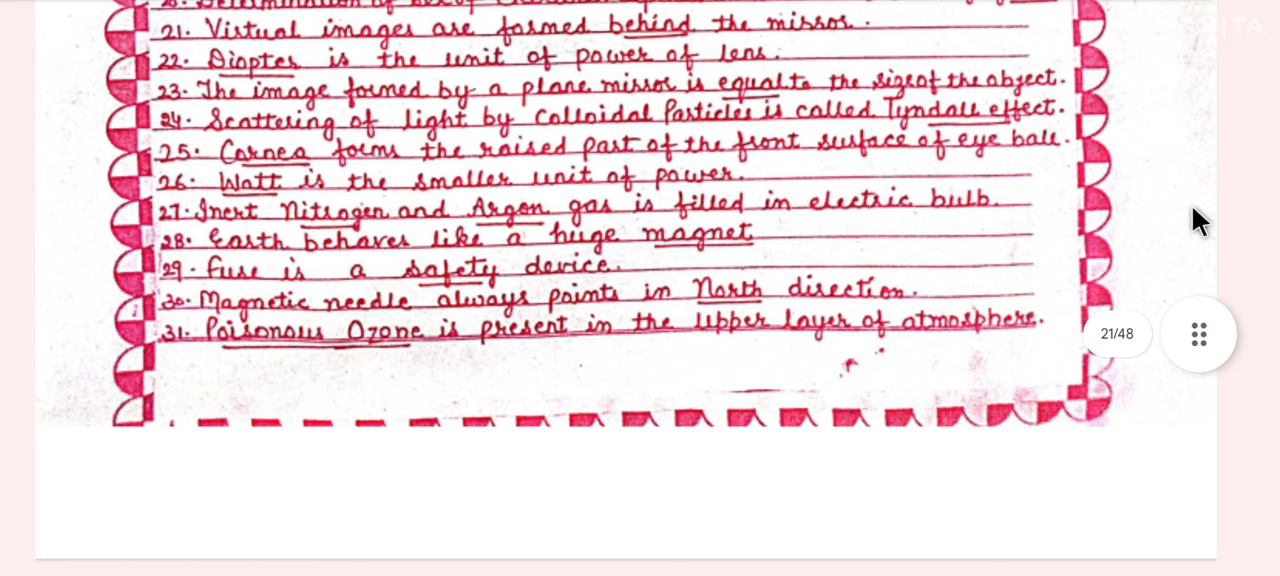 21. Virtual images are formed behind the mirror.
22. Diopter is the unit of power of lens.
23. The image formed by a plane mirror is equal to the size of the object.
24. Scattering of light by Colloidal Particles is called Tyndall effect.
25. Cornea forms the raised part of the front surface of eye ball.
26. Watt is the smaller unit of power.
27. Inert Nitrogen and Argon gas is filled in electric bulb.
28. Earth behaves like a huge magnet
29. Fuse is a safety device.
30. Magnetic needle always points in North direction.
31. Poisonous Ozone is present in the Upper layer of atmosphere.
21/48